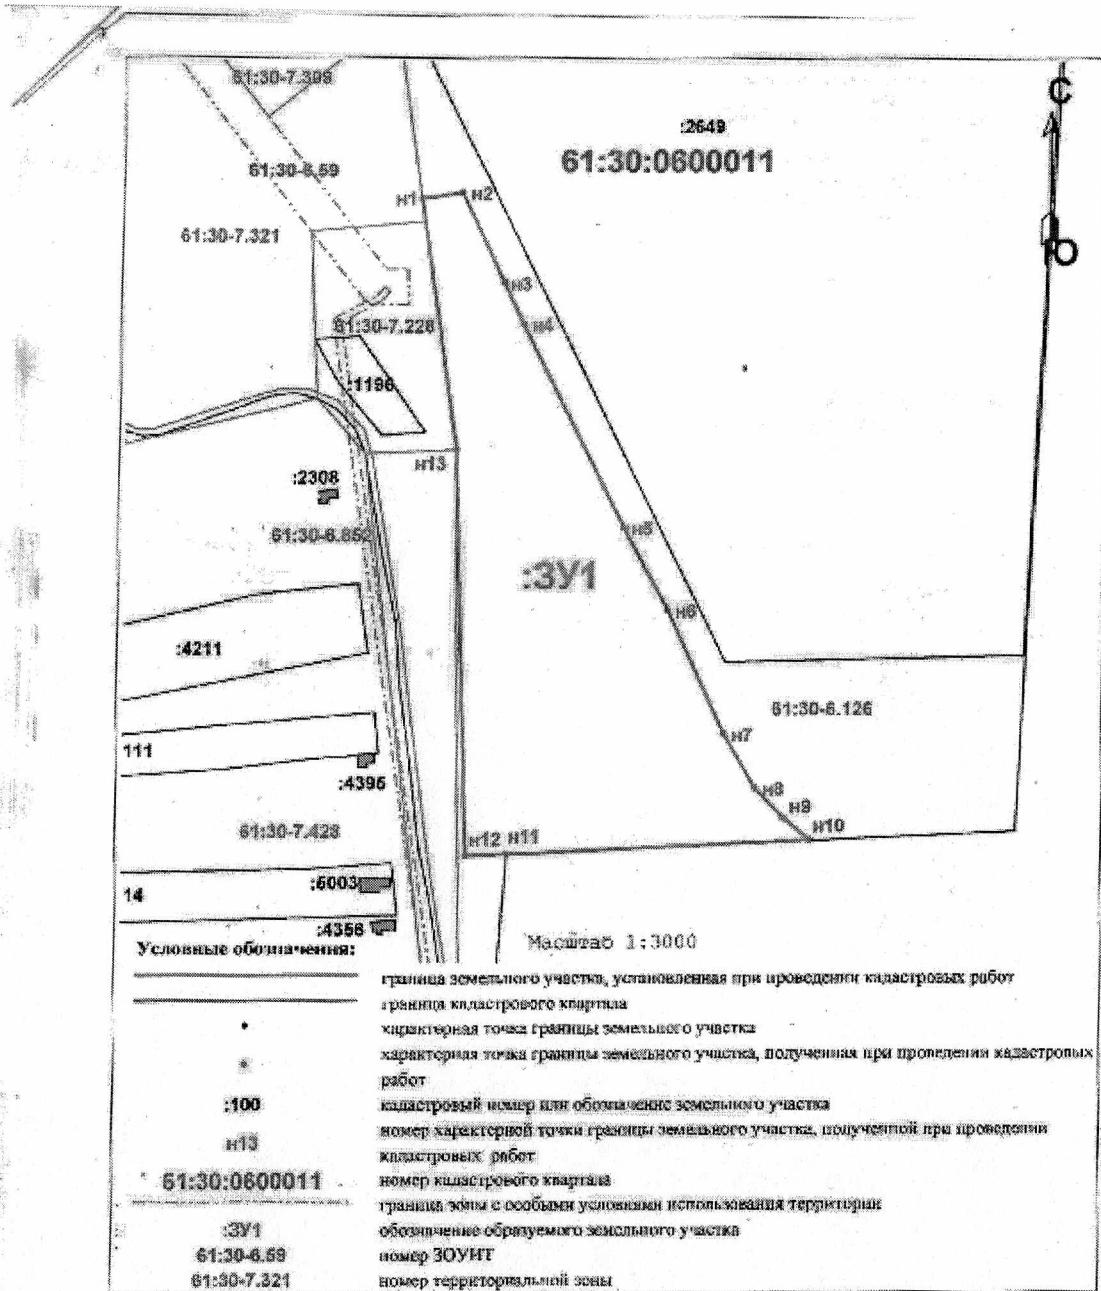 61:30-7.399
С
:2649
61:30:0600011
61:30-6.59
н1
н2
61:30-7.321
Ю
н3
61:30-7.228
н4
:1196
н13
:2308
61:30-6.852
н5
:ЗУ1
н6
:4211
61:30-6.126
н7
111
:4395
н8
н9
61:30-7.428
н10
н12 н11
:5003
14
:4358
Условные обозначения:
Масштаб 1:3000
граница земельного участка, установленная при проведении кадастровых работ
граница кадастрового квартала
характерная точка границы земельного участка
характерная точка границы земельного участка, полученная при проведении кадастровых
работ
:100
кадастровый номер или обозначение земельного участка
н13
номер характерной точки границы земельного участка, полученной при проведении
кадастровых работ
61:30:0600011
номер кадастрового квартала
граница зоны с особыми условиями использования территории
:ЗУ1
обозначение образуемого земельного участка
61:30-6.59
номер ЗОУИТ
61:30-7.321
номер территориальной зоны